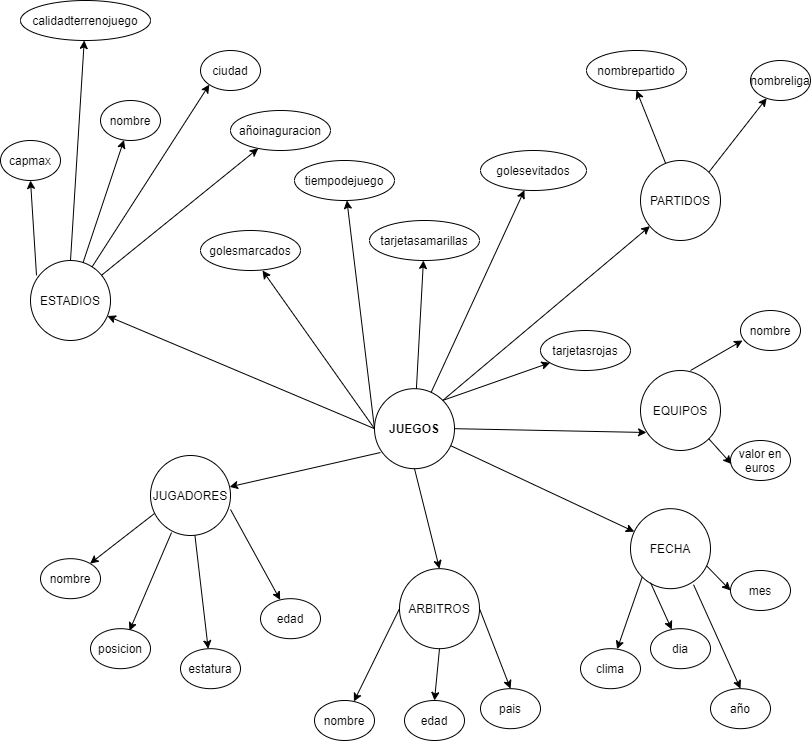 calidadterrenojuego
ciudad
nombrepartido
nombreliga
nombre
añoinaguracion
capmax
tiempodejuego
golesevitados
PARTIDOS
golesmarcados
tarjetasamarillas
ESTADIOS
nombre
tarjetasrojas
EQUIPOS
JUEGOS
valor en
euros
JUGADORES
FECHA
nombre
mes
ARBITROS
edad
posicion
dia
estatura
clima
nombre
edad
pais
año